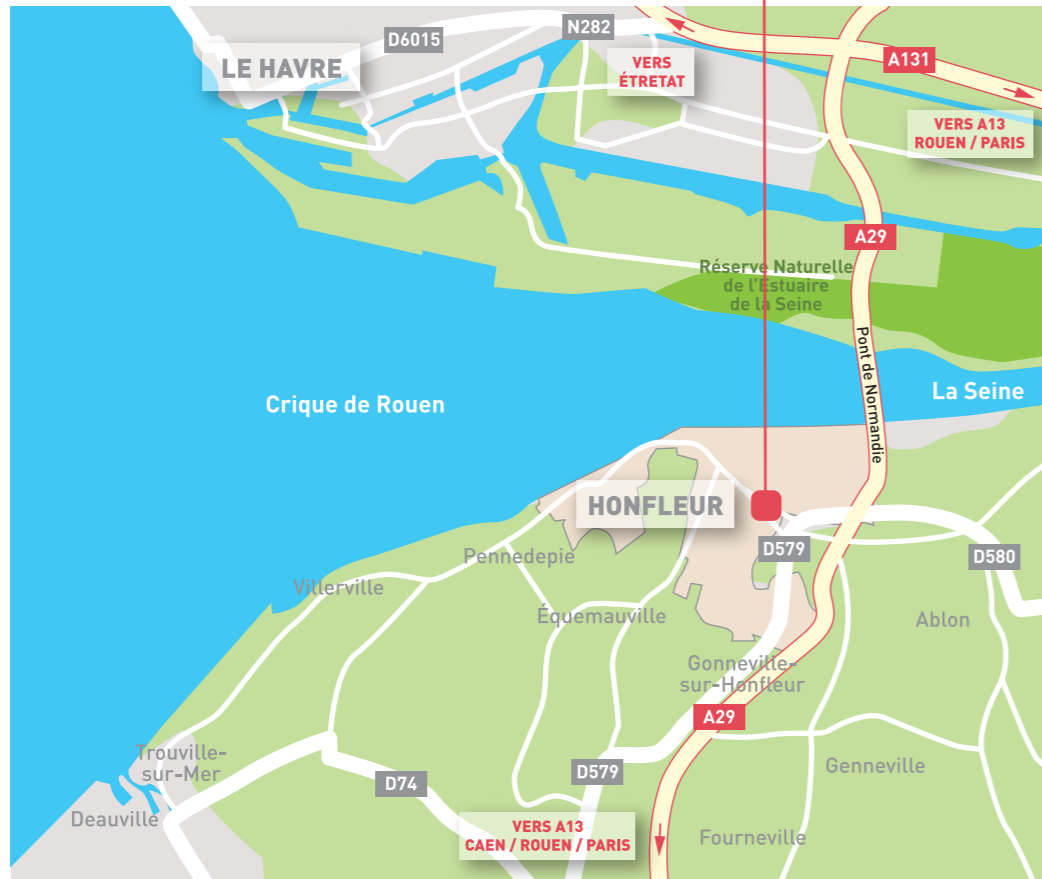 N282
D6015
A131
LE HAVRE
VERS
ÉTRETAT
VERS A13
ROUEN / PARIS
A29
Réserve Naturelle
de l'Estuaire
de la Seine
Pont de Normandie
La Seine
Crique de Rouen
HONFLEUR
D579
D580
Pennedepie
Villerville
Équemauville
Ablon
Gonneville-
sur-Honfleur
A29
Trouville-
sur-Mer
Genneville
D579
D74
Deauville
VERS A13
CAEN / ROUEN / PARIS
Fourneville